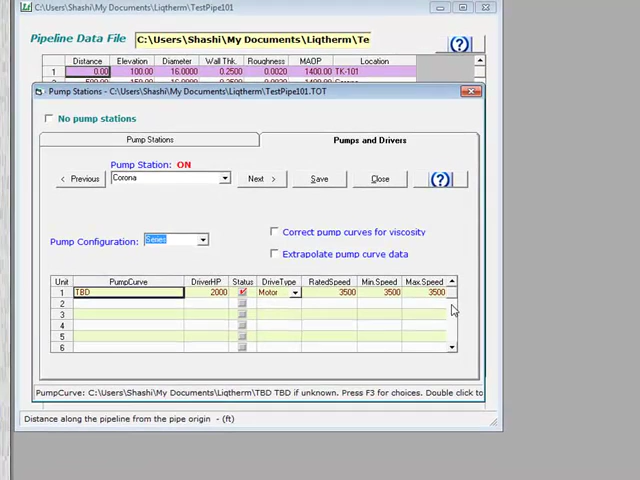 C:\Users\Shashi\My Documents\Liqtherm\TestPipe101
Pipeline Data File C:\Users\Shashi\My Documents\Liqtherm\Te
Distance Elevation Diameter Wall Thk. Roughness MAOP Location
1 0.00 100.00 16.0000 0.2500 0.0020 1400.00 TK-101
Pump Stations - C:\Users\Shashi\My Documents\Liqtherm\TestPipe101.TOT
No pump stations
Pump Stations Pumps and Drivers
Pump Station: ON
< Previous Corona Next > Save Close (?)
Pump Configuration: Series
Correct pump curves for viscosity
Extrapolate pump curve data
Unit PumpCurve DriverHP Status DriveType RatedSpeed Min.Speed Max.Speed
1 TBD 2000 Motor 3500 3500 3500
2
3
4
5
6
PumpCurve: C:\Users\Shashi\My Documents\Liqtherm\TBD TBD if unknown. Press F3 for choices. Double click to
Distance along the pipeline from the pipe origin - (ft)